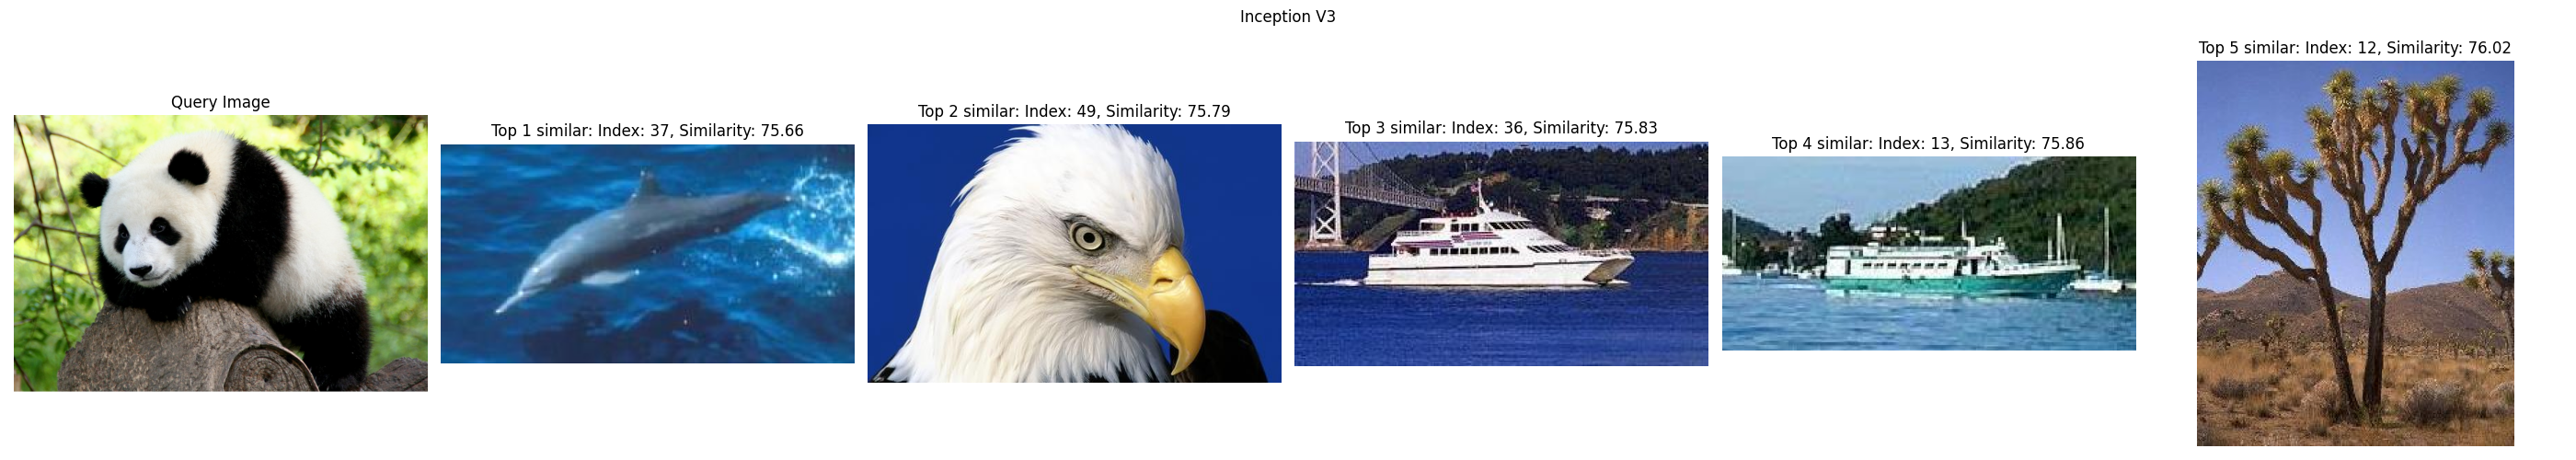 Inception V3
Query Image
Top 1 similar: Index: 37, Similarity: 75.66
Top 2 similar: Index: 49, Similarity: 75.79
Top 3 similar: Index: 36, Similarity: 75.83
Top 4 similar: Index: 13, Similarity: 75.86
Top 5 similar: Index: 12, Similarity: 76.02